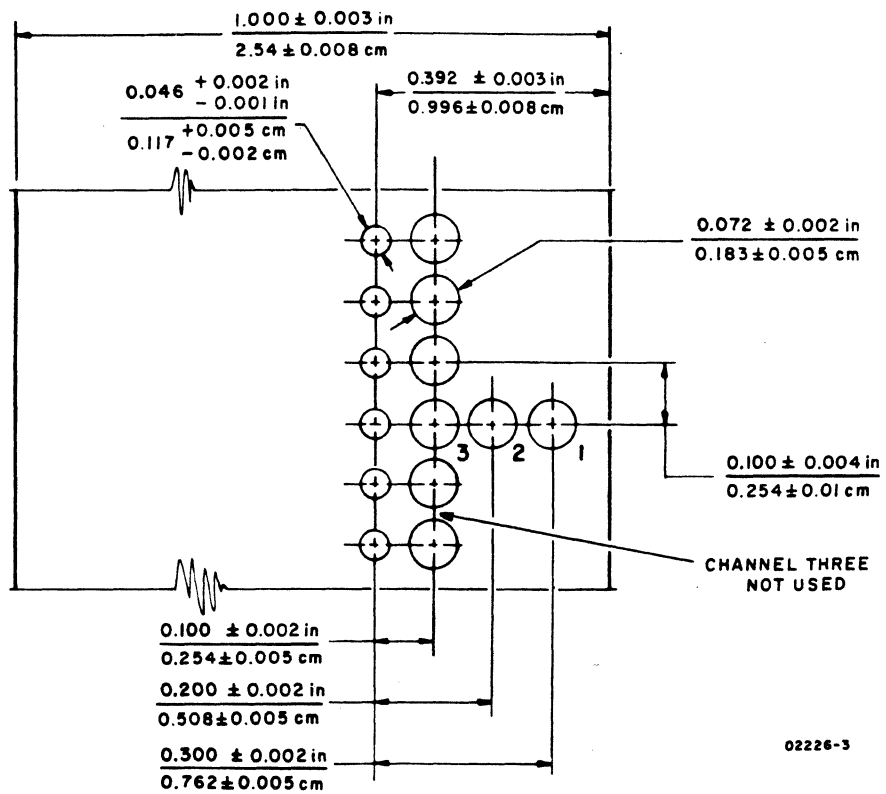 1.000 ± 0.003 in
2.54 ± 0.008 cm
0.392 ± 0.003 in
0.996 ± 0.008 cm
0.046 + 0.002 in
- 0.001 in
0.117 +0.005 cm
-0.002 cm
0.072 ± 0.002 in
0.183 ± 0.005 cm
3 2 1
0.100 ± 0.004 in
0.254 ± 0.01 cm
CHANNEL THREE
NOT USED
0.100 ± 0.002 in
0.254 ± 0.005 cm
0.200 ± 0.002 in
0.508 ± 0.005 cm
0.300 ± 0.002 in
0.762 ± 0.005 cm
02226-3